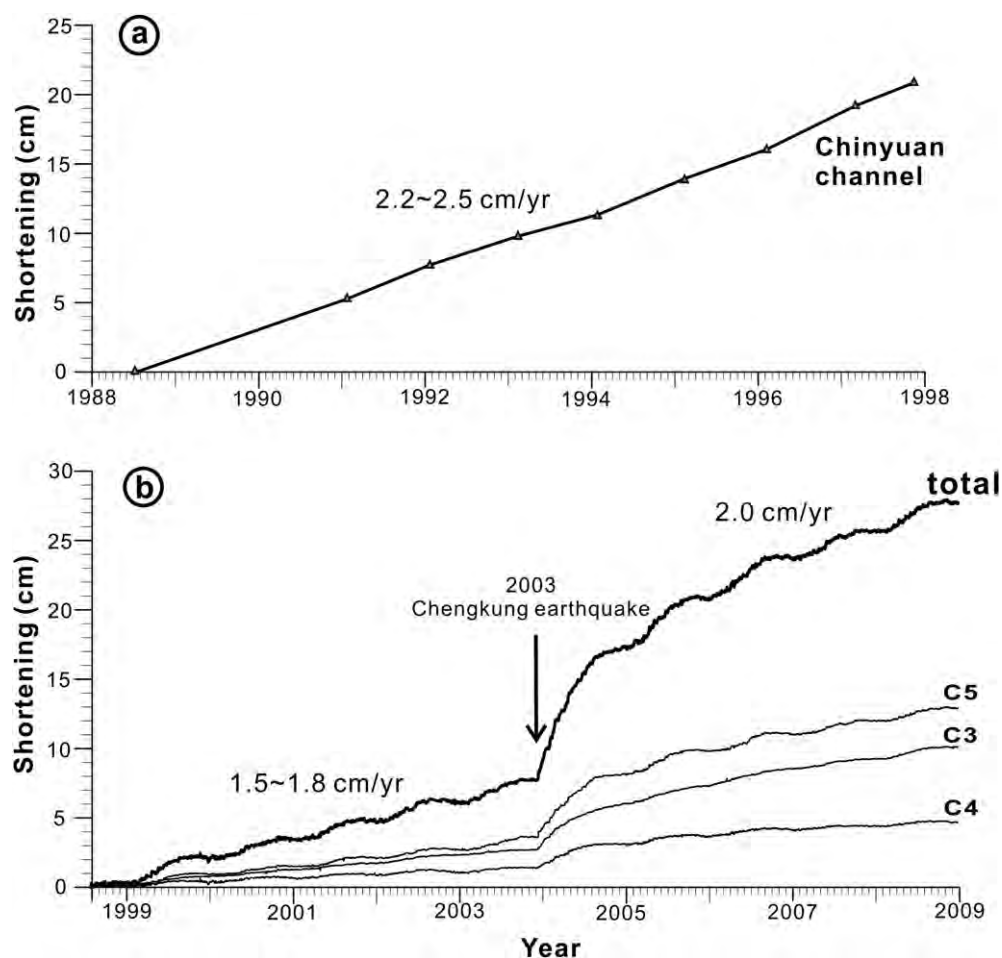 a
25
20
15
10
5
0
Shortening (cm)
2.2~2.5 cm/yr
Chinyuan
channel
1988
1990
1992
1994
1996
1998
b
30
25
20
15
10
5
0
Shortening (cm)
total
2.0 cm/yr
2003
Chengkung earthquake
1.5~1.8 cm/yr
C5
C3
C4
1999
2001
2003
2005
2007
2009
Year